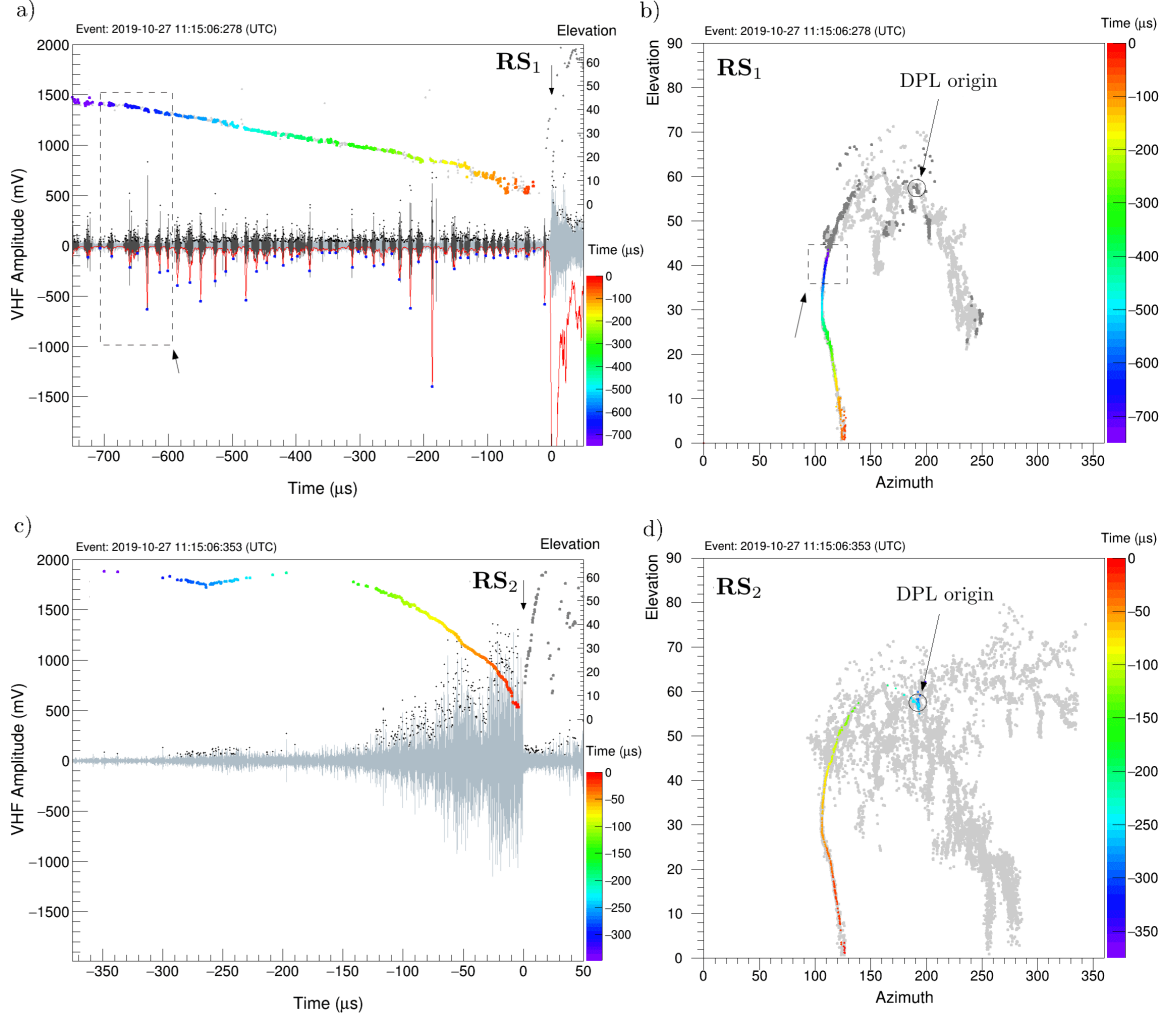 a)
Event: 2019-10-27 11:15:06:278 (UTC)
Elevation
RS1
2000
1500
1000
500
0
−500
−1000
−1500
VHF Amplitude (mV)
60
50
40
30
20
10
0
Time (μs)
0
−100
−200
−300
−400
−500
−600
−700
−700 −600 −500 −400 −300 −200 −100 0
Time (μs)
b)
Event: 2019-10-27 11:15:06:278 (UTC)
Time (μs)
RS1
DPL origin
Elevation
90
80
70
60
50
40
30
20
10
0
0 50 100 150 200 250 300 350
Azimuth
0
−100
−200
−300
−400
−500
−600
−700
c)
Event: 2019-10-27 11:15:06:353 (UTC)
Elevation
RS2
2000
1500
1000
500
0
−500
−1000
−1500
VHF Amplitude (mV)
60
50
40
30
20
10
0
Time (μs)
0
−50
−100
−150
−200
−250
−300
−350 −300 −250 −200 −150 −100 −50 0 50
Time (μs)
d)
Event: 2019-10-27 11:15:06:353 (UTC)
Time (μs)
RS2
DPL origin
Elevation
90
80
70
60
50
40
30
20
10
0
0 50 100 150 200 250 300 350
Azimuth
0
−50
−100
−150
−200
−250
−300
−350